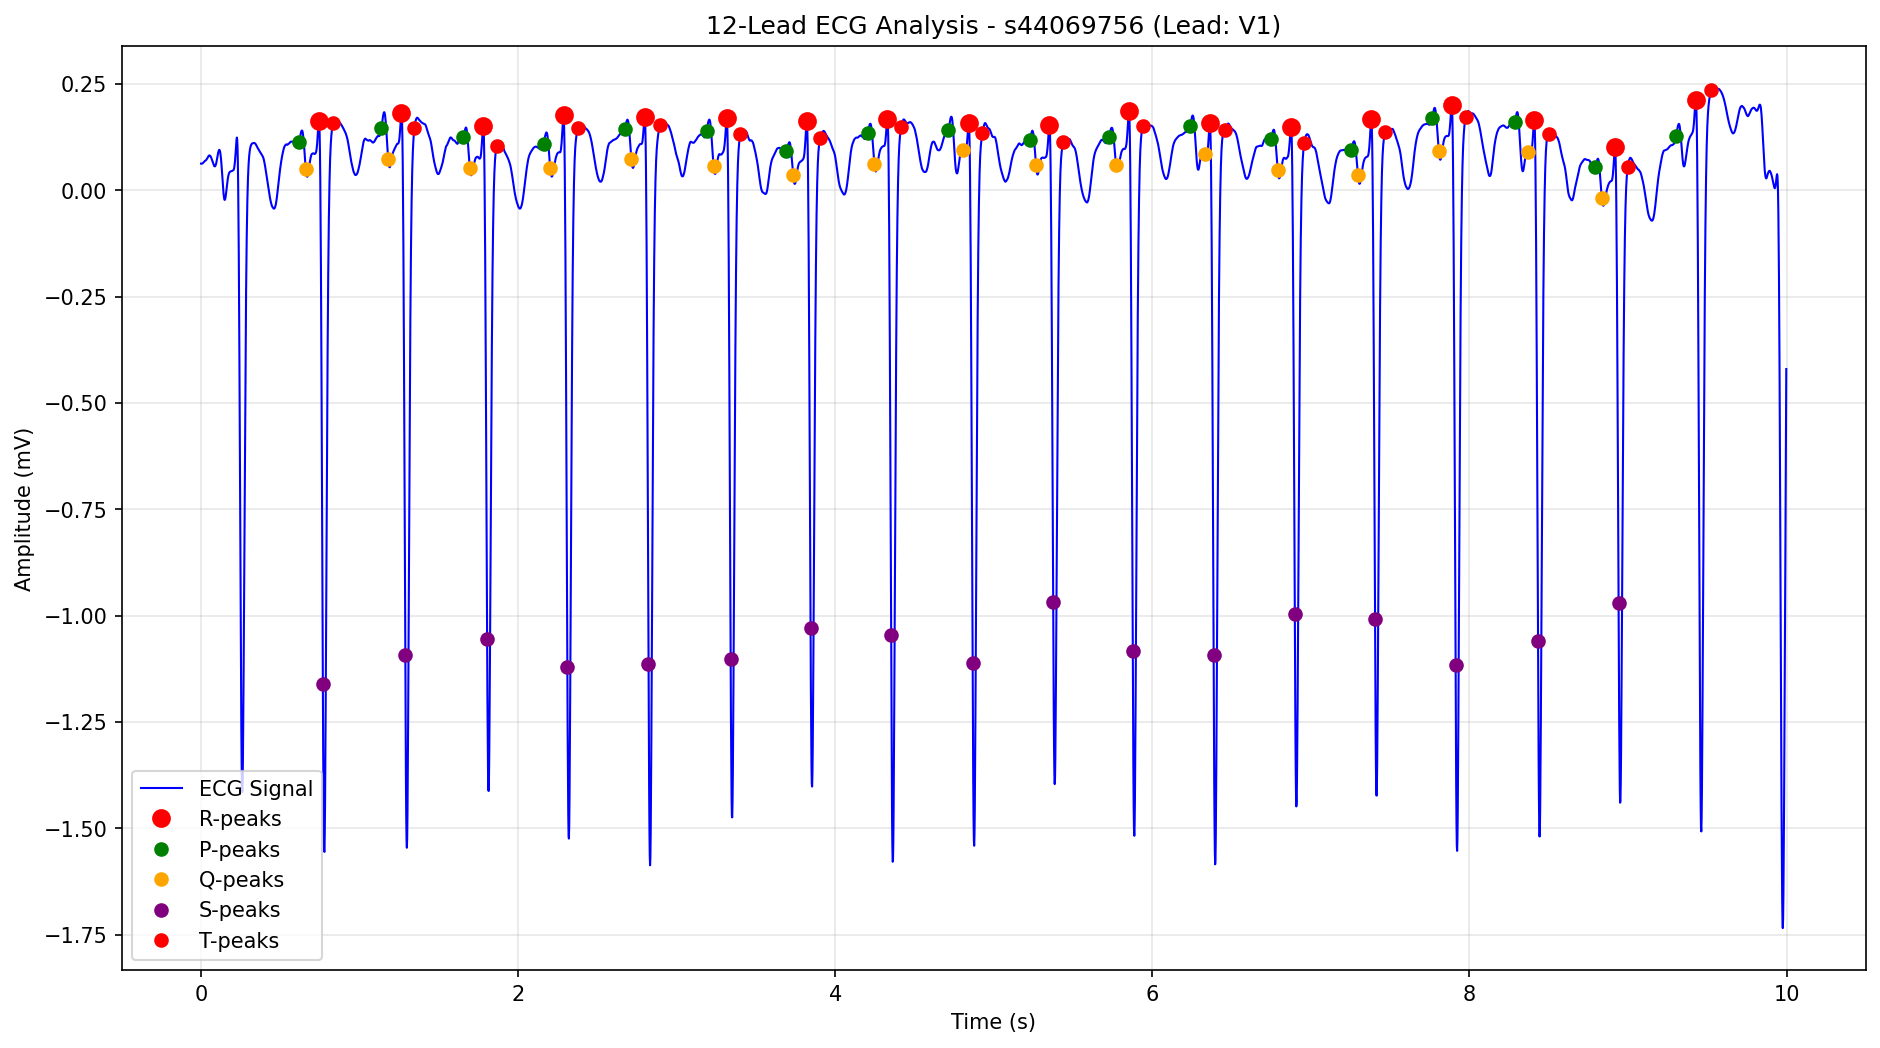 12-Lead ECG Analysis - s44069756 (Lead: V1)
0.25
0.00
−0.25
−0.50
−0.75
−1.00
−1.25
−1.50
−1.75
Amplitude (mV)
ECG Signal
R-peaks
P-peaks
Q-peaks
S-peaks
T-peaks
0 2 4 6 8 10
Time (s)